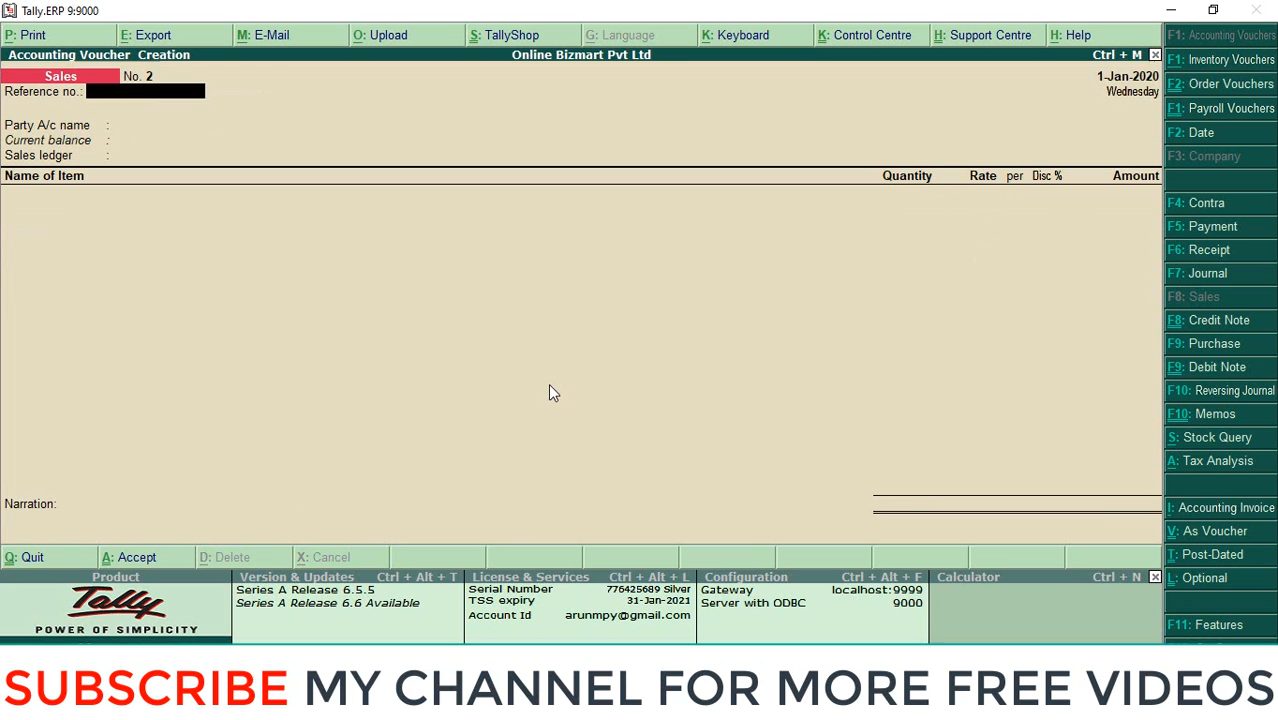 Tally.ERP 9:9000
P: Print E: Export M: E-Mail O: Upload S: TallyShop G: Language K: Keyboard K: Control Centre H: Support Centre H: Help
Accounting Voucher Creation Online Bizmart Pvt Ltd Ctrl + M
Sales No. 2 1-Jan-2020
Reference no.: Wednesday
Party A/c name :
Current balance :
Sales ledger :
Name of Item Quantity Rate per Disc % Amount
Narration:
Q: Quit A: Accept D: Delete X: Cancel
F1: Accounting Vouchers
F1: Inventory Vouchers
F2: Order Vouchers
F1: Payroll Vouchers
F2: Date
F3: Company
F4: Contra
F5: Payment
F6: Receipt
F7: Journal
F8: Sales
F8: Credit Note
F9: Purchase
F9: Debit Note
F10: Reversing Journal
F10: Memos
S: Stock Query
A: Tax Analysis
I: Accounting Invoice
V: As Voucher
T: Post-Dated
L: Optional
F11: Features
Product
Tally
POWER OF SIMPLICITY
Version & Updates Ctrl + Alt + T
Series A Release 6.5.5
Series A Release 6.6 Available
License & Services Ctrl + Alt + L
Serial Number 776425689 Silver
TSS expiry 31-Jan-2021
Account Id arunmpy@gmail.com
Configuration Ctrl + Alt + F
Gateway localhost:9999
Server with ODBC 9000
Calculator Ctrl + N
SUBSCRIBE MY CHANNEL FOR MORE FREE VIDEOS